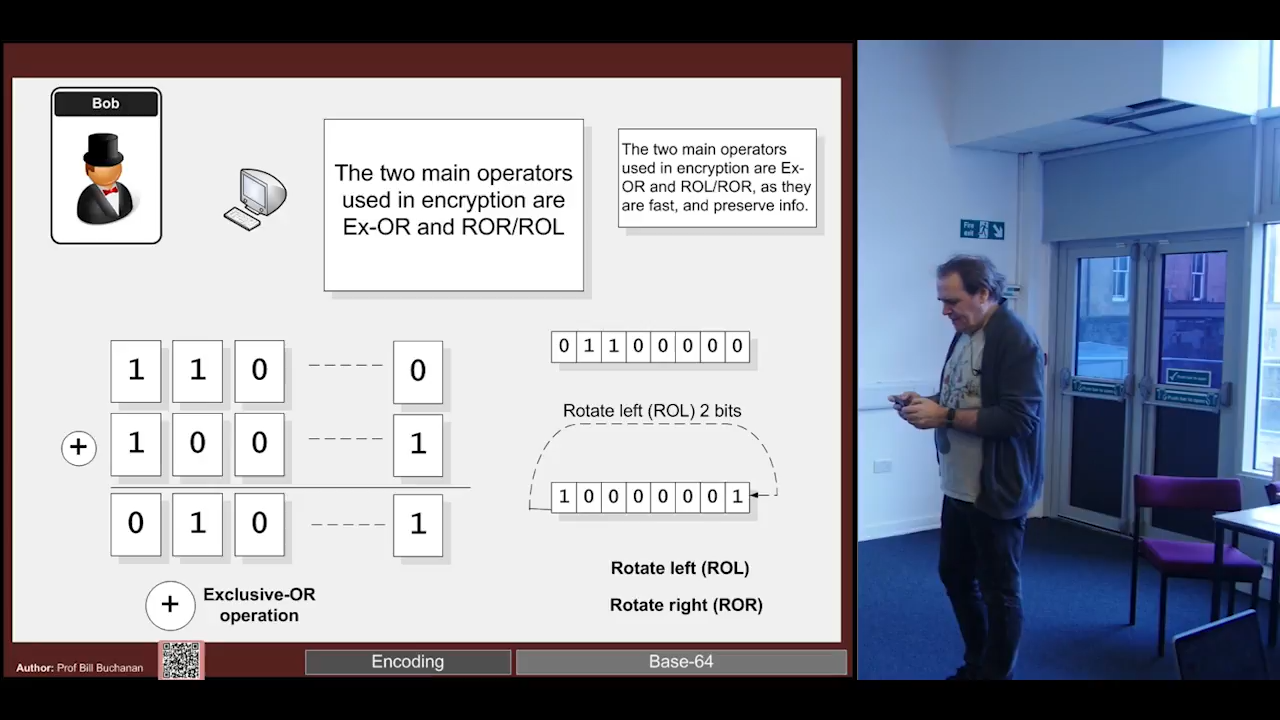 Bob
The two main operators
used in encryption are
Ex-OR and ROR/ROL
The two main operators
used in encryption are Ex-
OR and ROL/ROR, as they
are fast, and preserve info.
1 1 0 0
+ 1 0 0 1
0 1 0 1
+ Exclusive-OR
operation
0 1 1 0 0 0 0 0
Rotate left (ROL) 2 bits
1 0 0 0 0 0 0 1
Rotate left (ROL)
Rotate right (ROR)
Author: Prof Bill Buchanan
Encoding
Base-64
Fire
exit